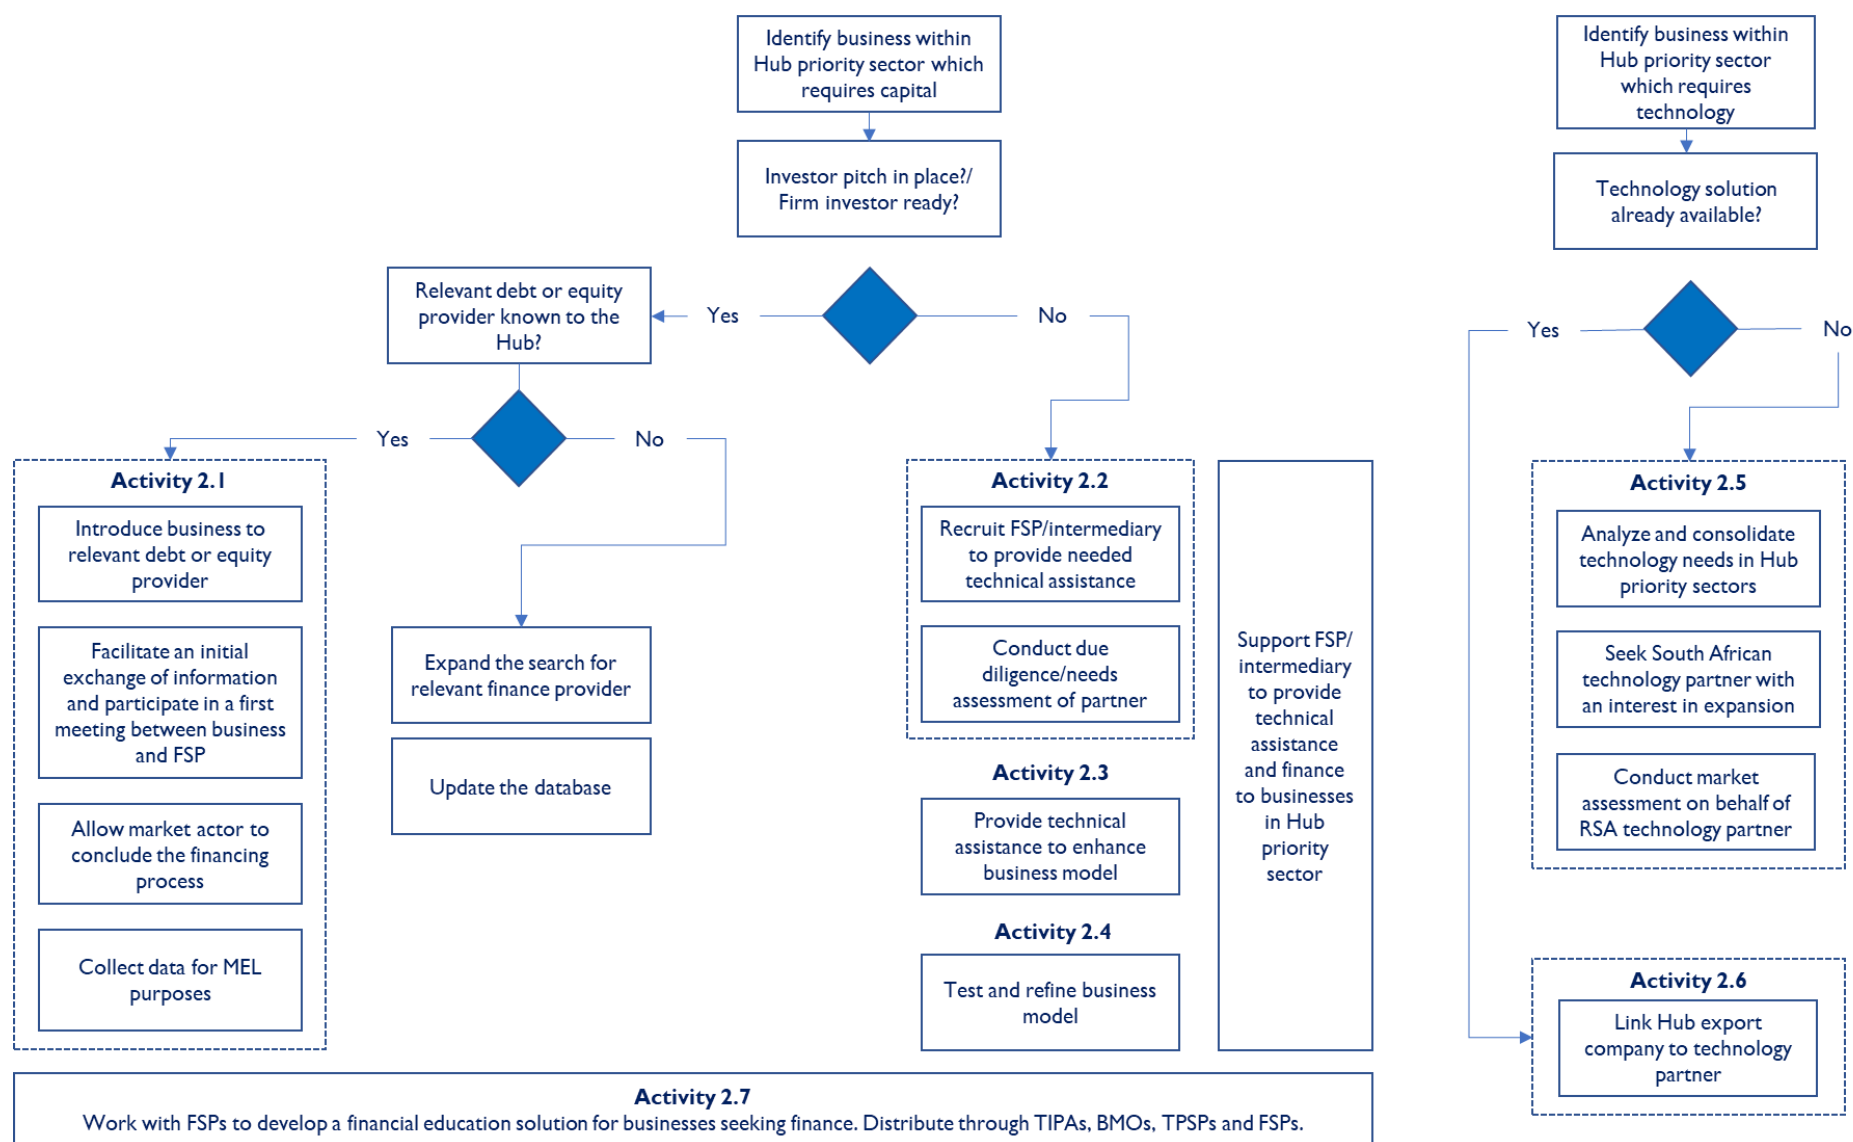 Identify business within
Hub priority sector which
requires capital
Investor pitch in place?/
Firm investor ready?
Relevant debt or equity
provider known to the
Hub?
Yes
No
Yes
No
Activity 2.1
Introduce business to
relevant debt or equity
provider
Facilitate an initial
exchange of information
and participate in a first
meeting between business
and FSP
Allow market actor to
conclude the financing
process
Collect data for MEL
purposes
Expand the search for
relevant finance provider
Update the database
Activity 2.2
Recruit FSP/intermediary
to provide needed
technical assistance
Conduct due
diligence/needs
assessment of partner
Activity 2.3
Provide technical
assistance to enhance
business model
Activity 2.4
Test and refine business
model
Support FSP/
intermediary
to provide
technical
assistance
and finance
to businesses
in Hub
priority
sector
Identify business within
Hub priority sector
which requires
technology
Technology solution
already available?
Yes
No
Activity 2.5
Analyze and consolidate
technology needs in Hub
priority sectors
Seek South African
technology partner with
an interest in expansion
Conduct market
assessment on behalf of
RSA technology partner
Activity 2.6
Link Hub export
company to technology
partner
Activity 2.7
Work with FSPs to develop a financial education solution for businesses seeking finance. Distribute through TIPAs, BMOs, TPSPs and FSPs.